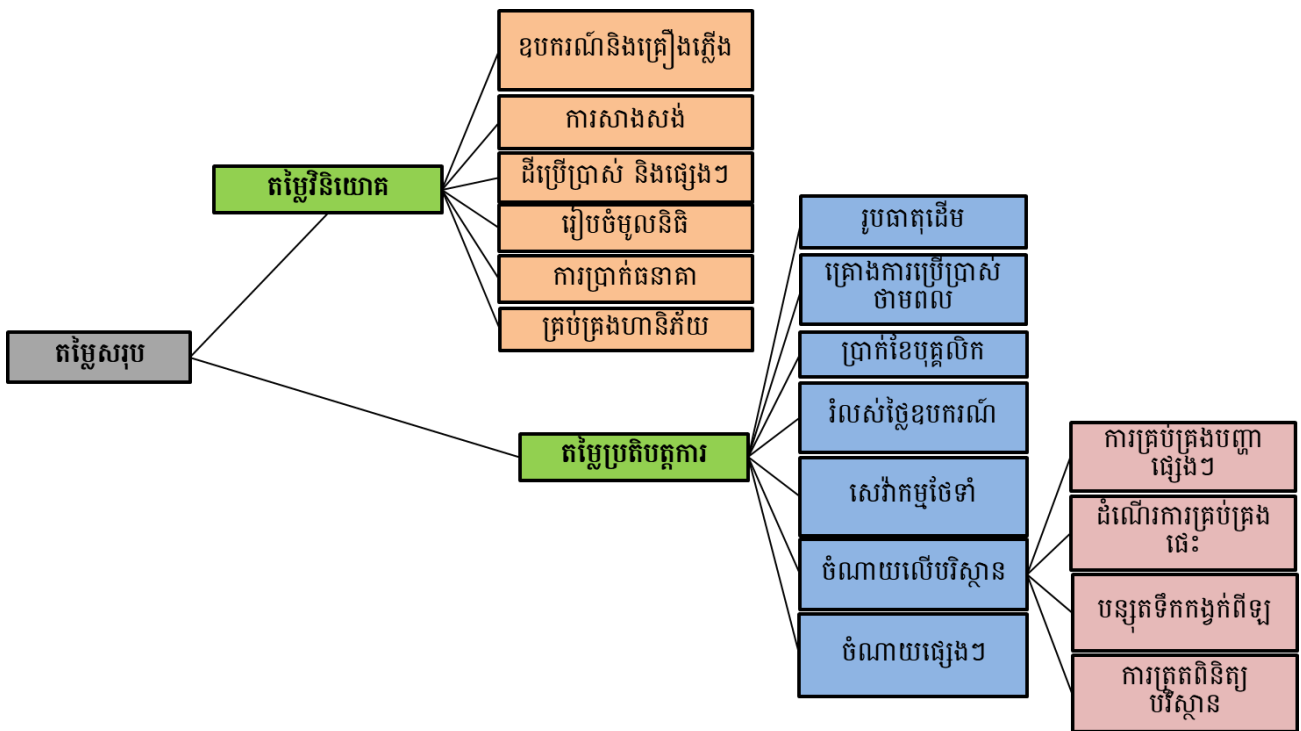 តម្លៃសរុប
តម្លៃវិនិយោគ
ឧបករណ៍និងគ្រឿងភ្លើង
ការសាងសង់
ដីប្រើប្រាស់ និងផ្សេងៗ
រៀបចំមូលនិធិ
ការប្រាក់ធនាគា
គ្រប់គ្រងហានិភ័យ
តម្លៃប្រតិបត្តការ
រូបធាតុដើម
គ្រោងការប្រើប្រាស់
ថាមពល
ប្រាក់ខែបុគ្គលិក
រំលស់ថ្លៃឧបករណ៍
សេវ៉ាកម្មថែទាំ
ចំណាយលើបរិស្ថាន
ចំណាយផ្សេងៗ
ការគ្រប់គ្រងបញ្ហា
ផ្សេងៗ
ដំណើរការគ្រប់គ្រង
ផេះ
បន្សុតទឹកកង្វក់ពីឡ
ការត្រួតពិនិត្យ
បរិស្ថាន